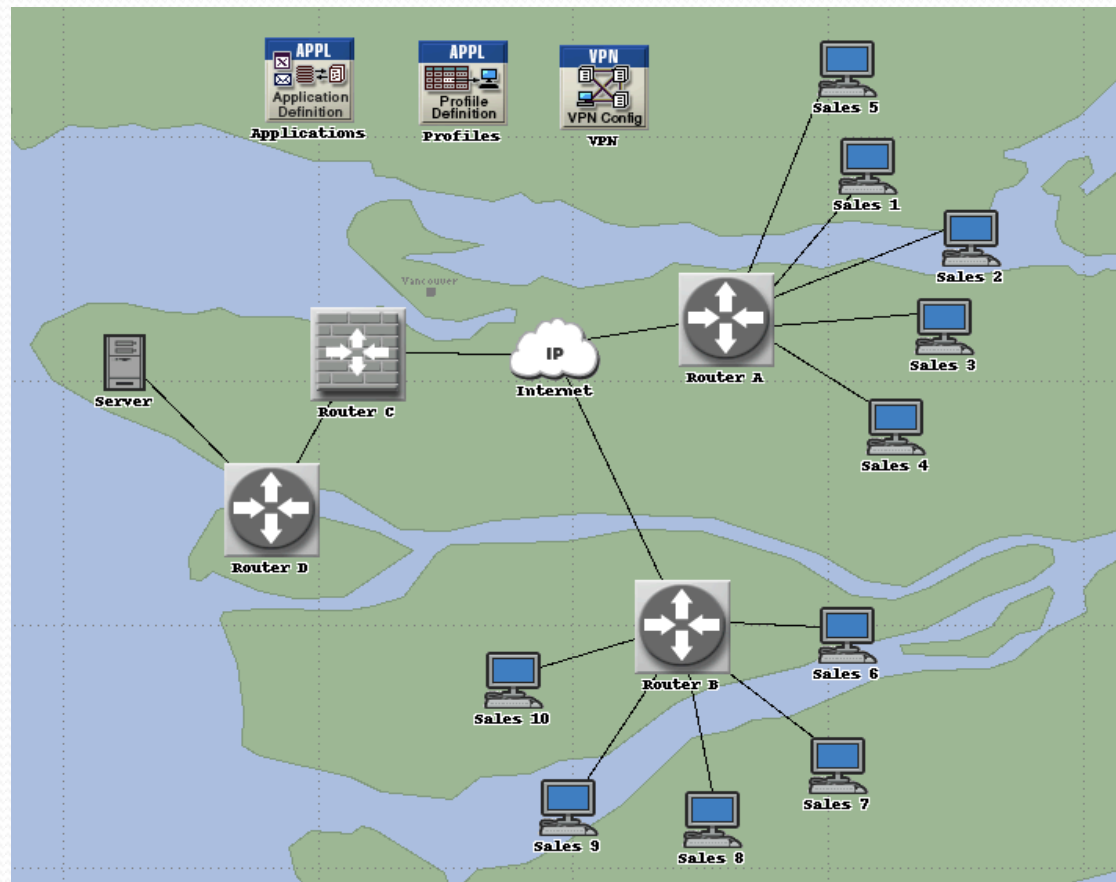 APPL
Application
Definition
Applications
APPL
Profiile
Definition
Profiles
VPN
VPN Config
VPN
Sales 5
Sales 1
Sales 2
Vancouver
Sales 3
IP
Internet
Router A
Server
Router C
Sales 4
Router D
Sales 6
Router B
Sales 10
Sales 7
Sales 9
Sales 8